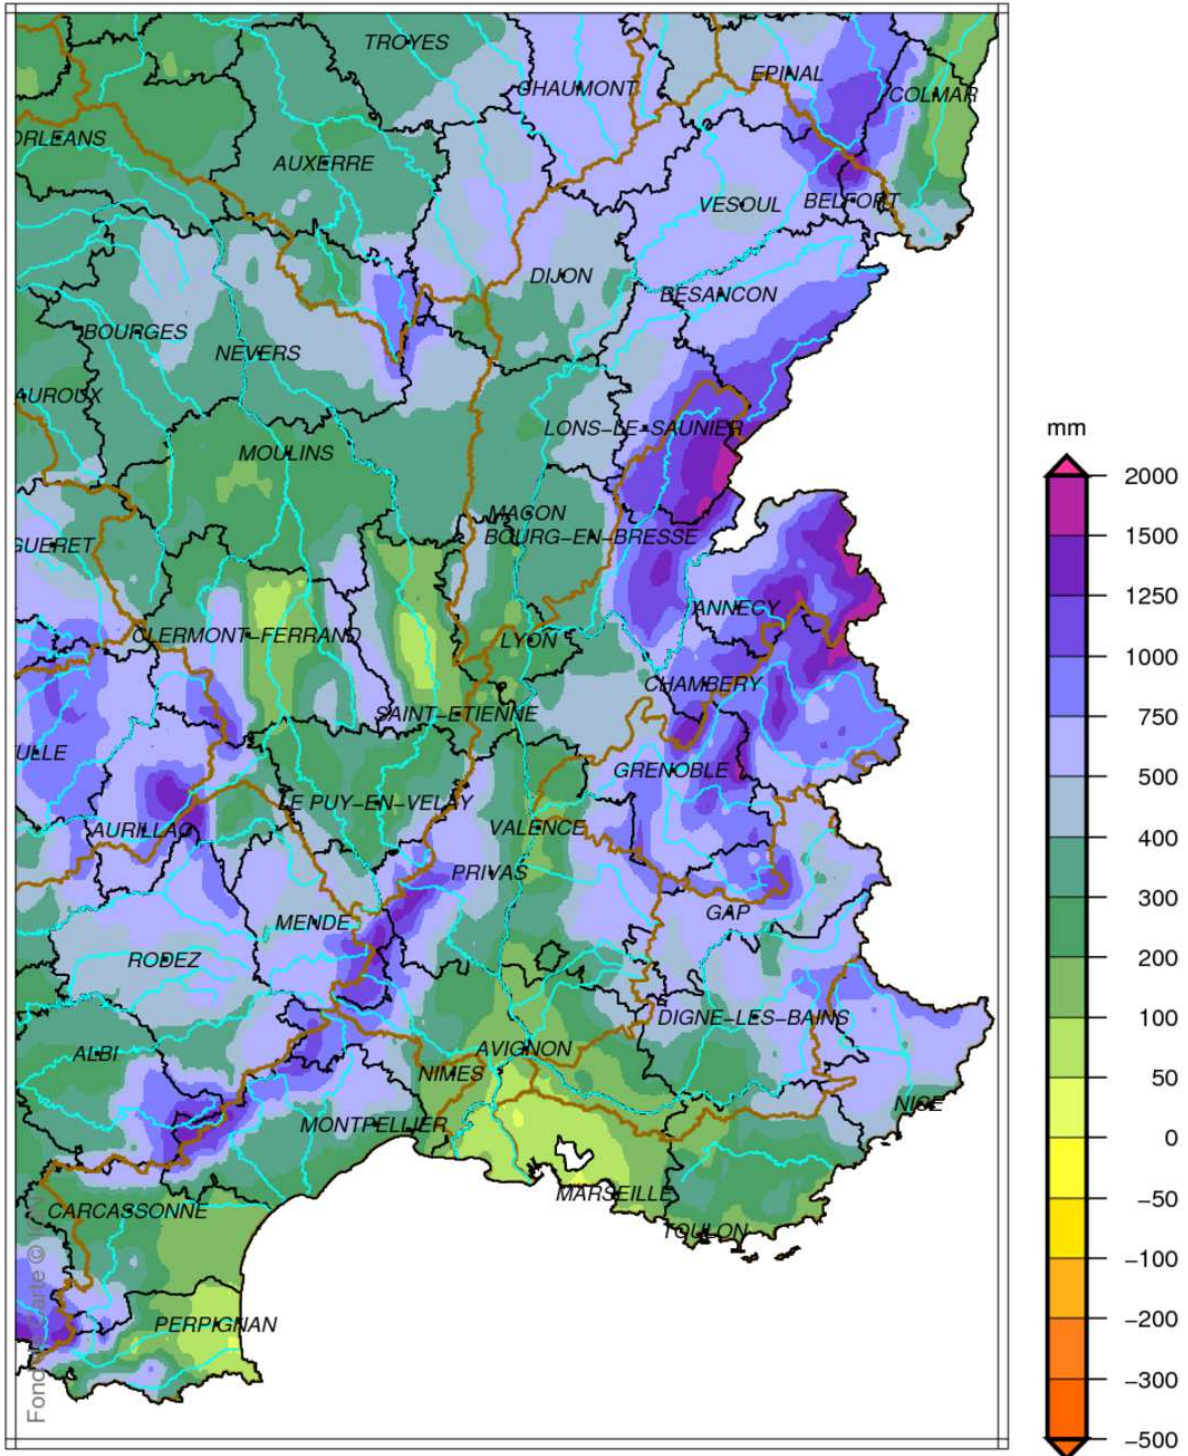 TROYES
EPINAL
CHAUMONT
COLMAR
ORLEANS
AUXERRE
VESOUL
BELFORT
DIJON
BESANCON
BOURGES
NEVERS
AUROUX
LONS-LE-SAUNIER
MOULINS
MACON
BOURG-EN-BRESSE
GUERET
ANNECY
CLERMONT-FERRAND
LYON
CHAMBERY
SAINT-ETIENNE
ULLE
GRENOBLE
LE PUY-EN-VELAY
AURILLAC
VALENCE
PRIVAS
GAP
MENDE
RODEZ
DIGNE-LES-BAINS
ALBI
AVIGNON
NIMES
NICE
MONTPELLIER
MARSEILLE
CARCASSONNE
TOULON
PERPIGNAN
mm
2000
1500
1250
1000
750
500
400
300
200
100
50
0
−50
−100
−200
−300
−500